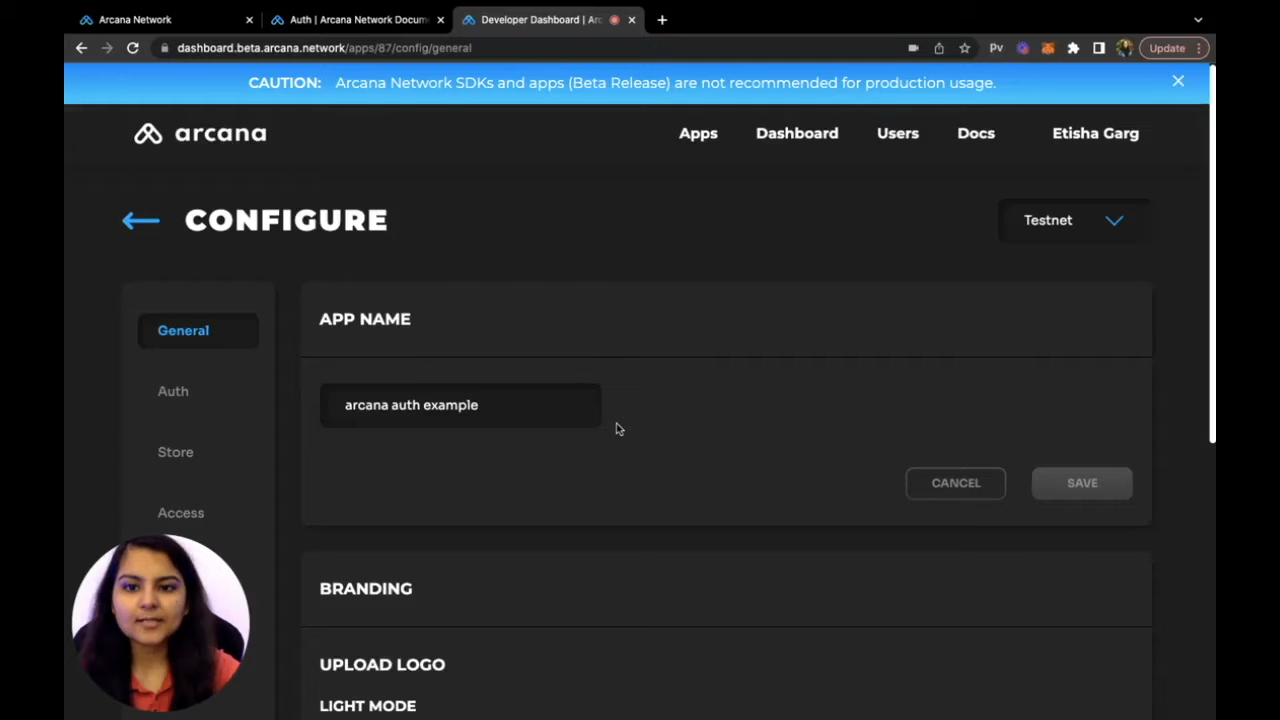 Arcana Network
Auth | Arcana Network Docum
Developer Dashboard | Arc
dashboard.beta.arcana.network/apps/87/config/general
Pv
Update
CAUTION: Arcana Network SDKs and apps (Beta Release) are not recommended for production usage.
arcana
Apps
Dashboard
Users
Docs
Etisha Garg
CONFIGURE
Testnet
General
Auth
Store
Access
APP NAME
arcana auth example
CANCEL
SAVE
BRANDING
UPLOAD LOGO
LIGHT MODE